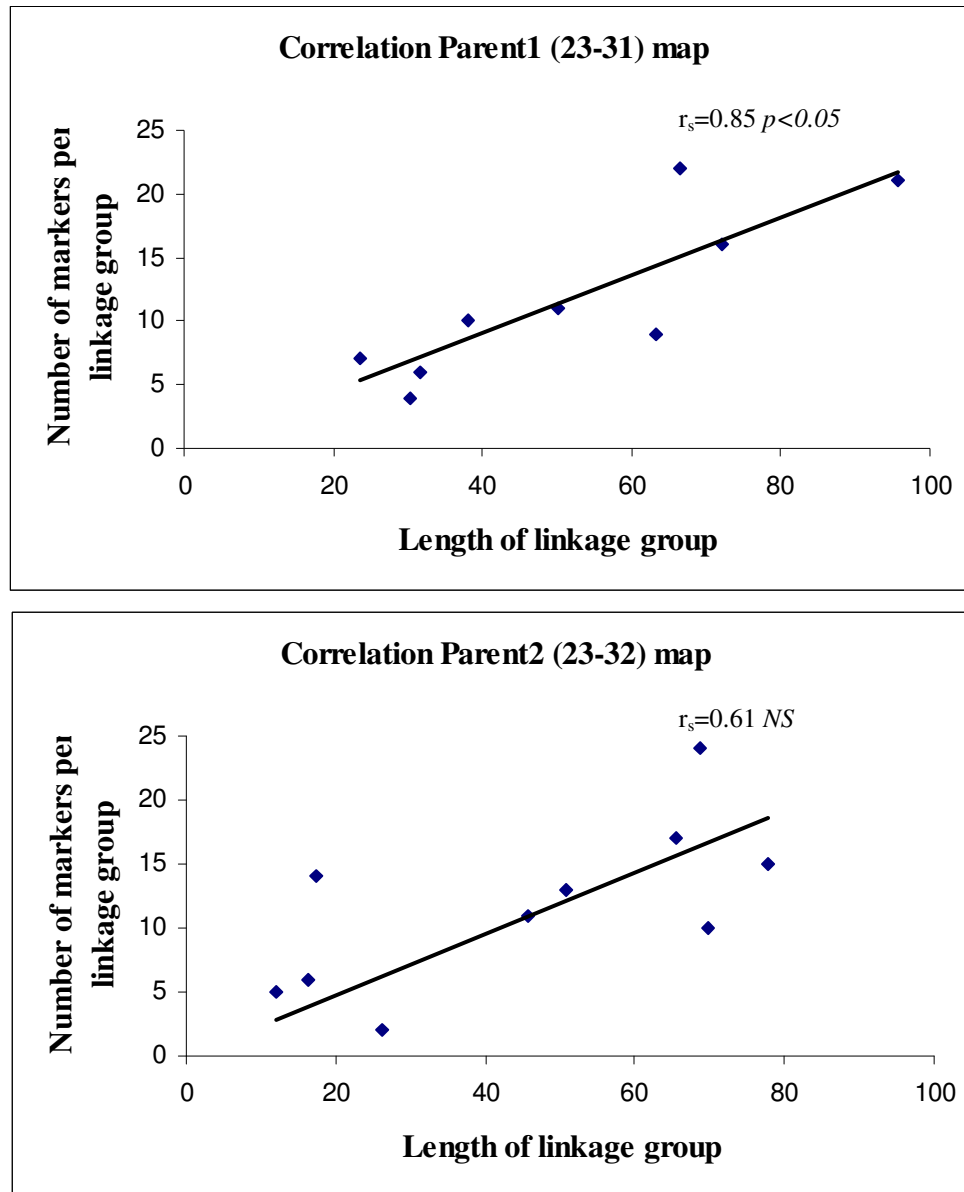 Correlation Parent1 (23-31) map
r_s=0.85 p<0.05
Number of markers per
linkage group
25
20
15
10
5
0
0 20 40 60 80 100
Length of linkage group
Correlation Parent2 (23-32) map
r_s=0.61 NS
Number of markers per
linkage group
25
20
15
10
5
0
0 20 40 60 80 100
Length of linkage group